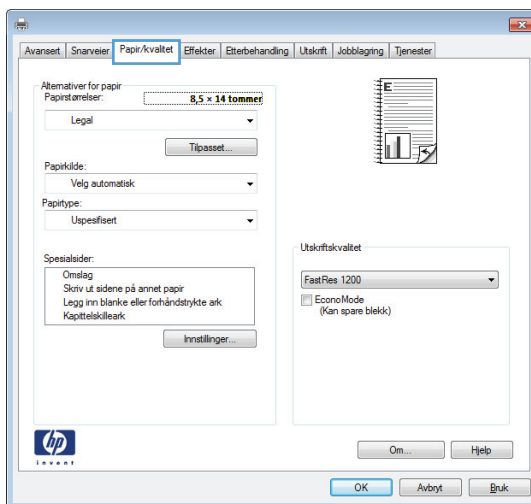 Avansert Snarveier Papir/kvalitet Effekter Etterbehandling Utskrift Jobblagring Tjenester
Alternativer for papir
Papirstørrelser: 8,5 × 14 tommer
Legal
Tilpasset...
Papirkilde:
Velg automatisk
Papirtype:
Uspesifisert
Spesialsider:
Omslag
Skriv ut sidene på annet papir
Legg inn blanke eller forhåndstrykte ark
Kapittelskilleark
Innstillinger...
E
Utskriftskvalitet
FastRes 1200
EconoMode
(Kan spare blekk)
hp
invent
Om... Hjelp
OK Avbryt Bruk